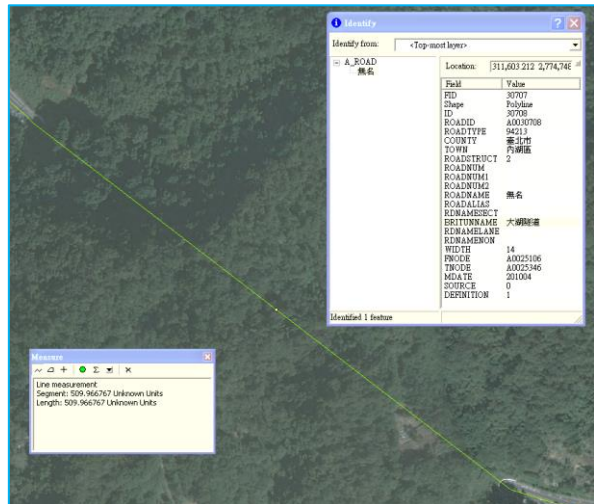 Identify
Identify from:
<Top-most layer>
A_ROAD
無名
Location:
311,603.212 2,774,748
Field Value
FID 30707
Shape Polyline
ID 30708
ROADID A0030708
ROADTYPE 94213
COUNTY 臺北市
TOWN 內湖區
ROADSTRUCT 2
ROADNUM
ROADNUM1
ROADNUM2
ROADNAME 無名
ROADALIAS
RDNAMESECT
BRITUNNAME 大湖隧道
RDNAMELANE
RDNAMENON
WIDTH 14
FNODE A0025106
TNODE A0025346
MDATE 201004
SOURCE 0
DEFINITION 1
Identified 1 feature
Measure
Line measurement
Segment: 509.966767 Unknown Units
Length: 509.966767 Unknown Units